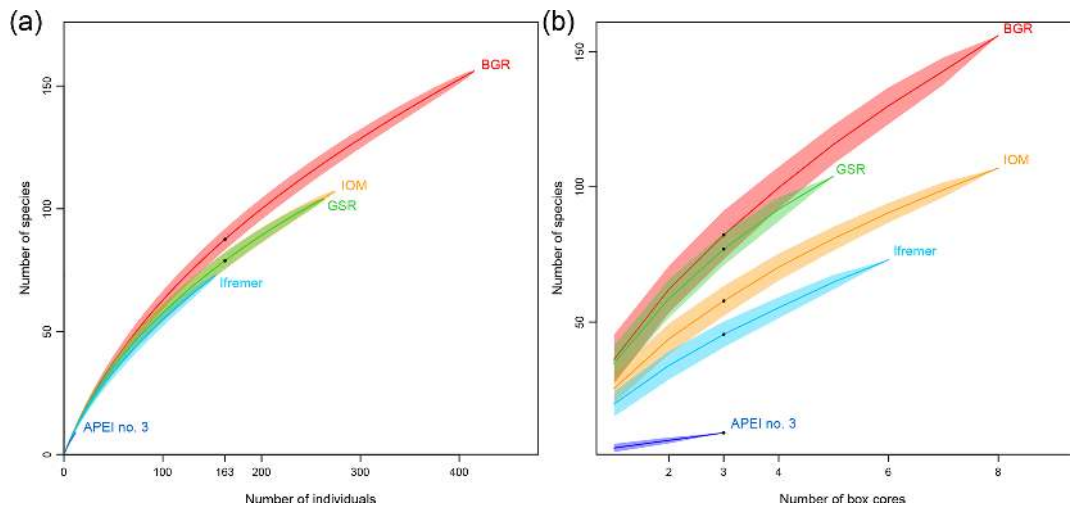 (a)
Number of species
150
100
50
0
BGR
IOM
GSR
Ifremer
APEI no. 3
0 100 163 200 300 400
Number of individuals
(b)
Number of species
150
100
50
BGR
IOM
GSR
Ifremer
APEI no. 3
2 3 4 6 8
Number of box cores